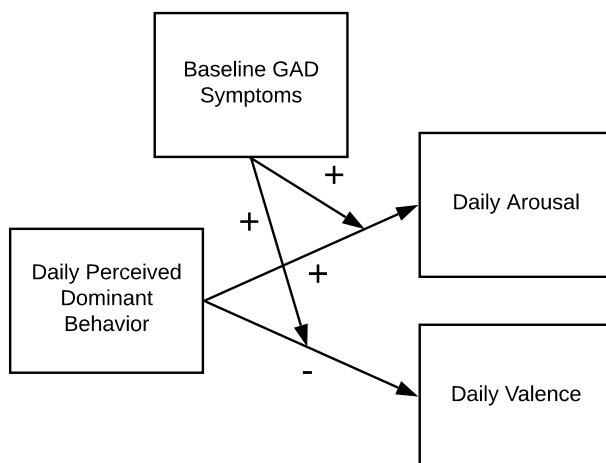 Baseline GAD
Symptoms
+
Daily Arousal
+
Daily Perceived
Dominant
Behavior
+
-
Daily Valence